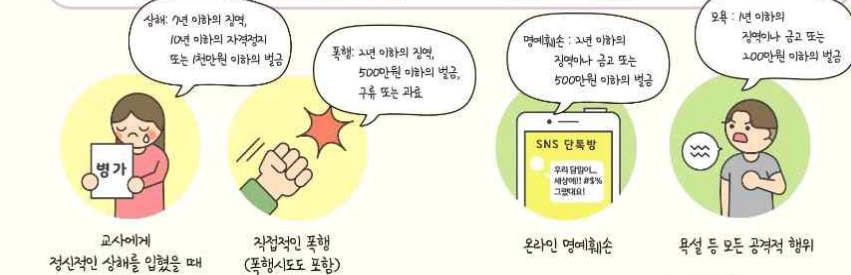 상해: 7년 이하의 징역,
10년 이하의 자격정지
또는 1천만원 이하의 벌금
병가
교사에게
정신적인 상해를 입혔을 때
폭행: 2년 이하의 징역,
500만원 이하의 벌금,
구류 또는 과료
직접적인 폭행
(폭행시도도 포함)
명예훼손 : 2년 이하의
징역이나 금고 또는
500만원 이하의 벌금
SNS 단톡방
우리 담임이...
세상에!! #$%
그랬대요!
온라인 명예훼손
모욕 : 1년 이하의
징역이나 금고 또는
200만원 이하의 벌금
욕설 등 모든 공격적 행위